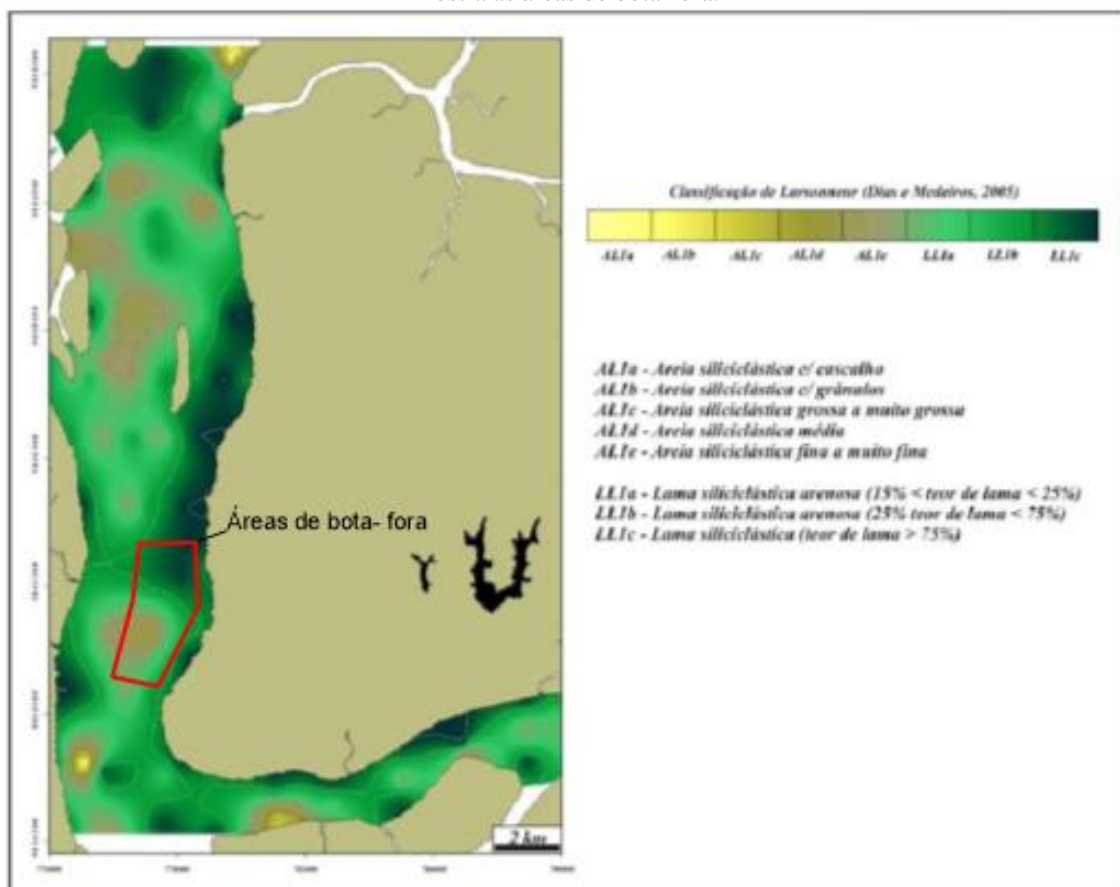 Classificação de Larsonneur (Dias e Medeiros, 2005)
AL1a AL1b AL1c AL1d AL1e LL1a LL1b LL1c
AL1a - Areia siliciclástica c/ cascalho
AL1b - Areia siliciclástica c/ grânulos
AL1c - Areia siliciclástica grossa a muito grossa
AL1d - Areia siliciclástica média
AL1e - Areia siliciclástica fina a muito fina
LL1a - Lama siliciclástica arenosa (15% < teor de lama < 25%)
LL1b - Lama siliciclástica arenosa (25% teor de lama < 75%)
LL1c - Lama siliciclástica (teor de lama > 75%)
Áreas de bota- fora
2 km